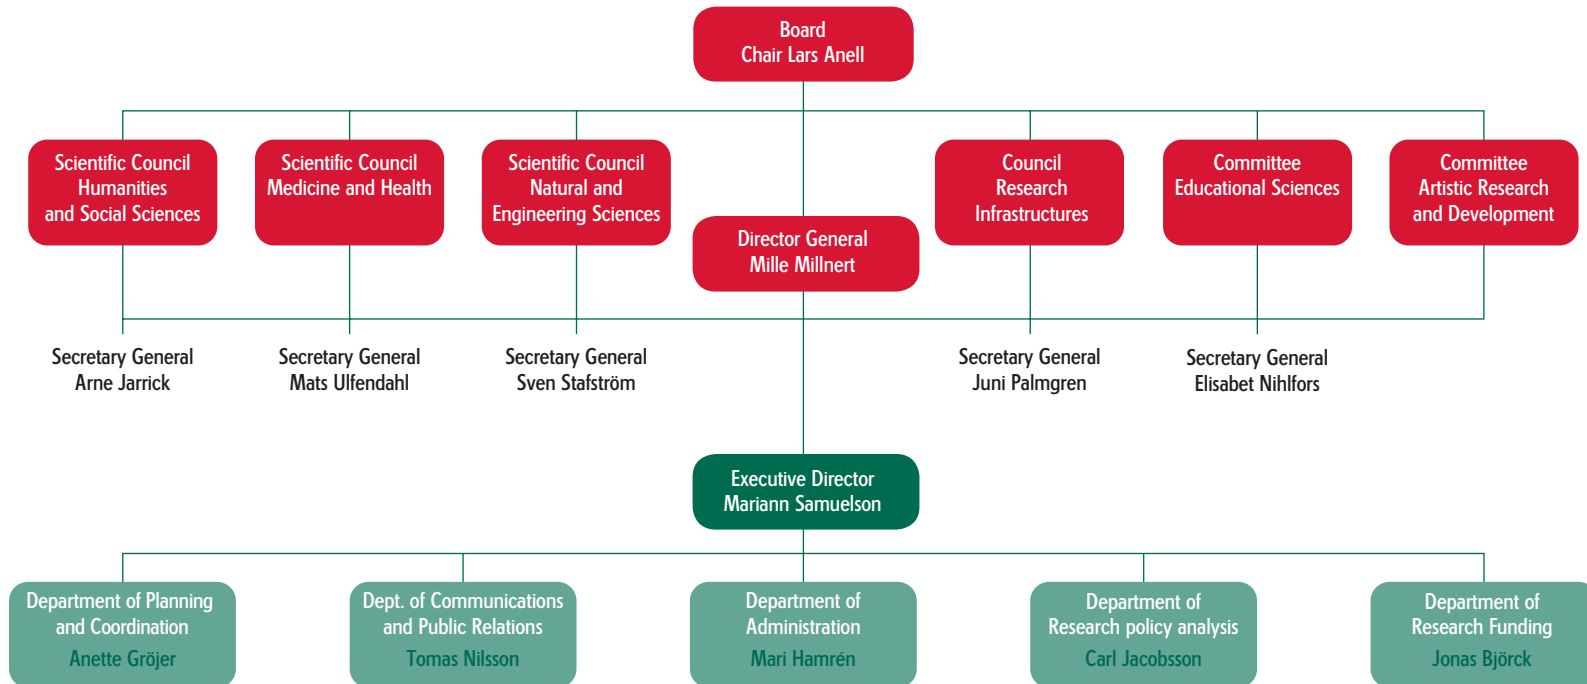 Board
Chair Lars Anell
Scientific Council
Humanities
and Social Sciences
Scientific Council
Medicine and Health
Scientific Council
Natural and
Engineering Sciences
Council
Research
Infrastructures
Committee
Educational Sciences
Committee
Artistic Research
and Development
Director General
Mille Millnert
Secretary General
Arne Jarrick
Secretary General
Mats Ulfendahl
Secretary General
Sven Stafström
Secretary General
Juni Palmgren
Secretary General
Elisabet Nihlfors
Executive Director
Mariann Samuelson
Department of Planning
and Coordination
Anette Gröjer
Dept. of Communications
and Public Relations
Tomas Nilsson
Department of
Administration
Mari Hamrén
Department of
Research policy analysis
Carl Jacobsson
Department of
Research Funding
Jonas Björck